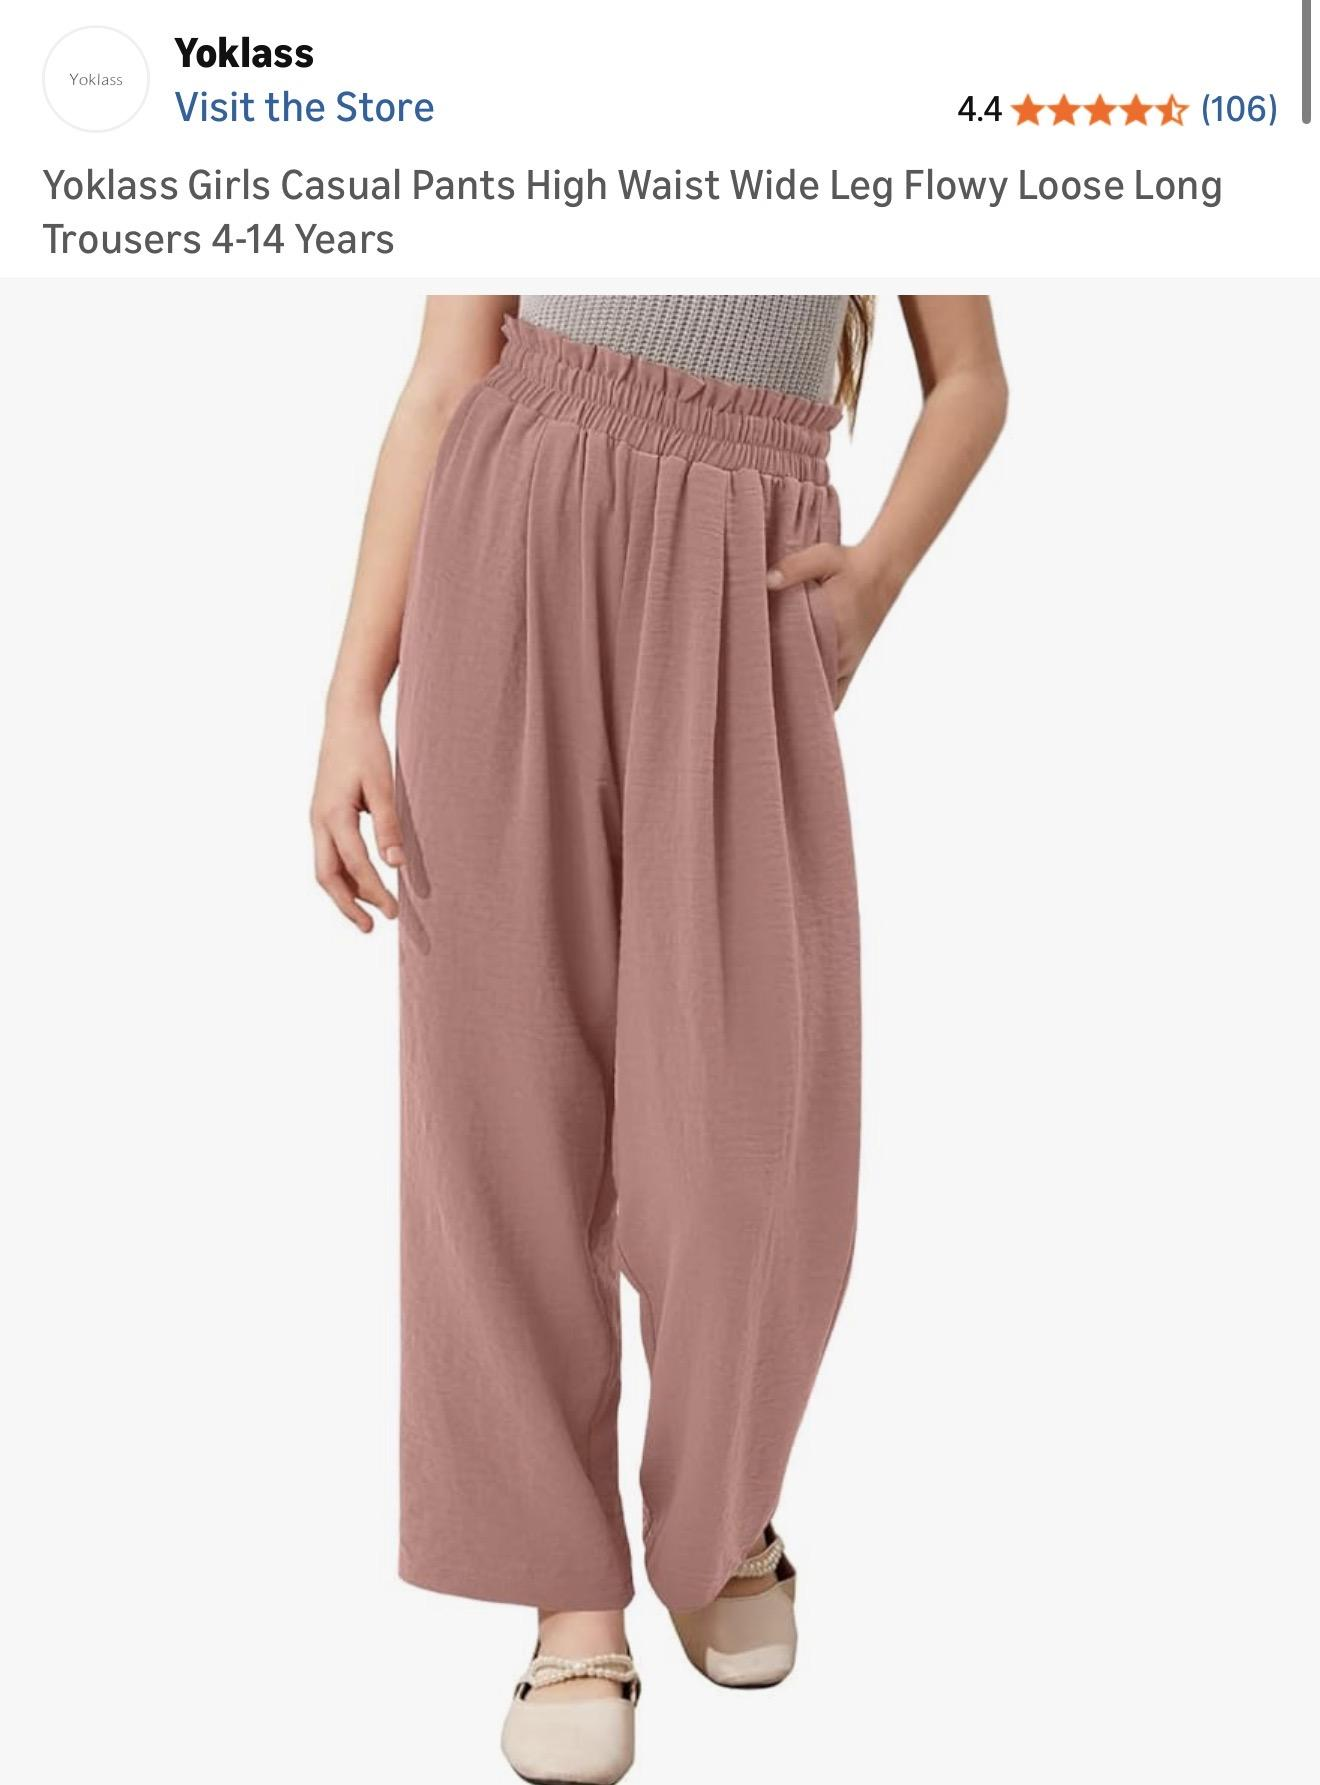 Yoklass
Yoklass
Visit the Store
4.4 (106)
Yoklass Girls Casual Pants High Waist Wide Leg Flowy Loose Long
Trousers 4-14 Years